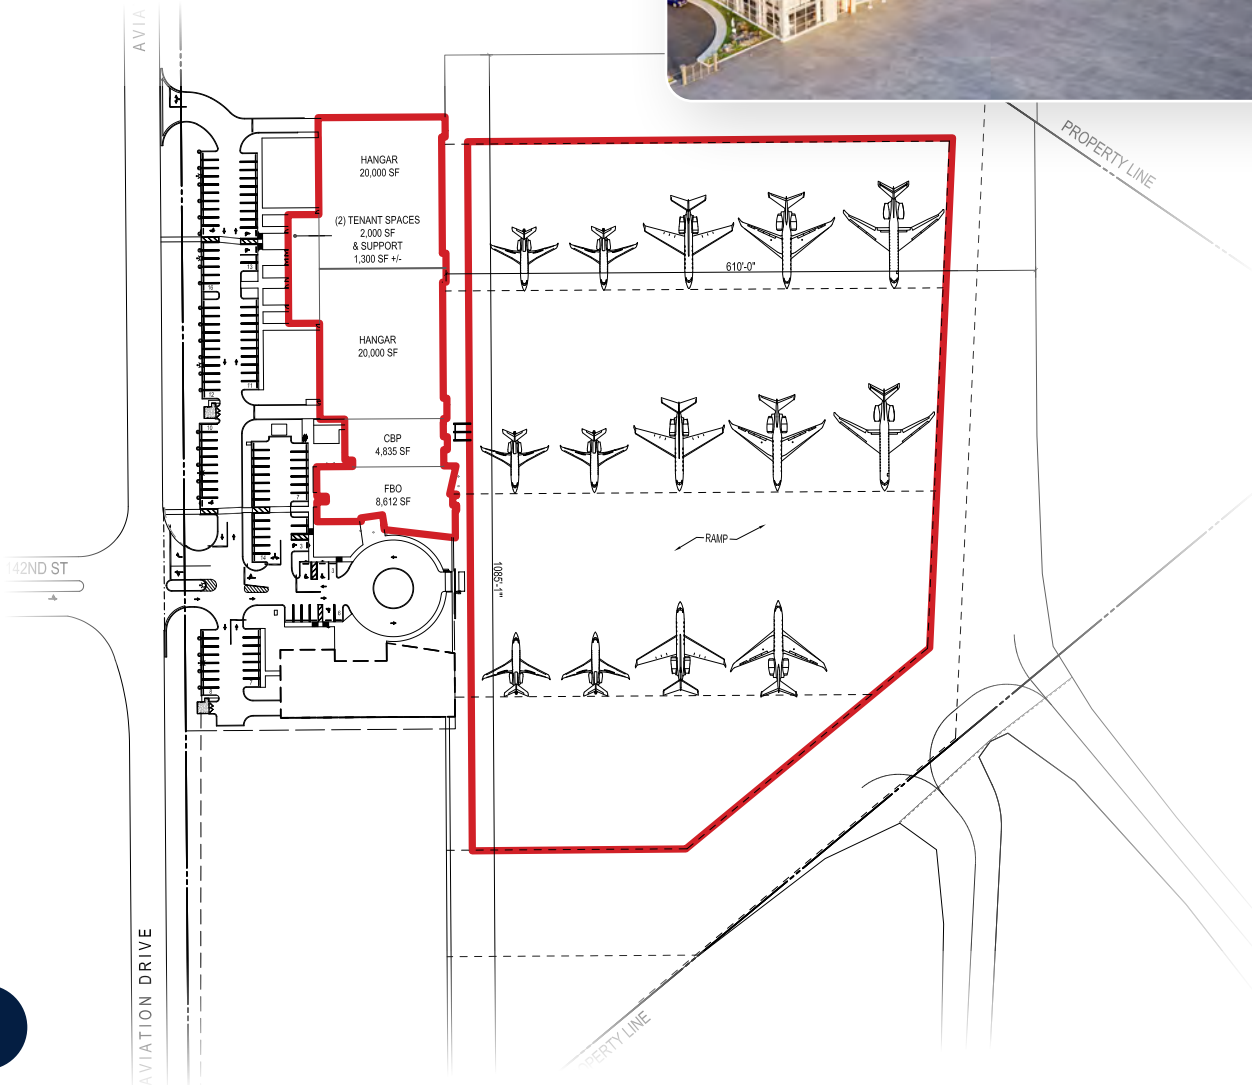 AVIA
PROPERTY LINE
HANGAR
20,000 SF
(2) TENANT SPACES
2,000 SF
& SUPPORT
1,300 SF +/-
610'-0"
HANGAR
20,000 SF
CBP
4,835 SF
FBO
8,612 SF
RAMP
142ND ST
1085'-1"
AVIATION DRIVE
OPERTY LINE